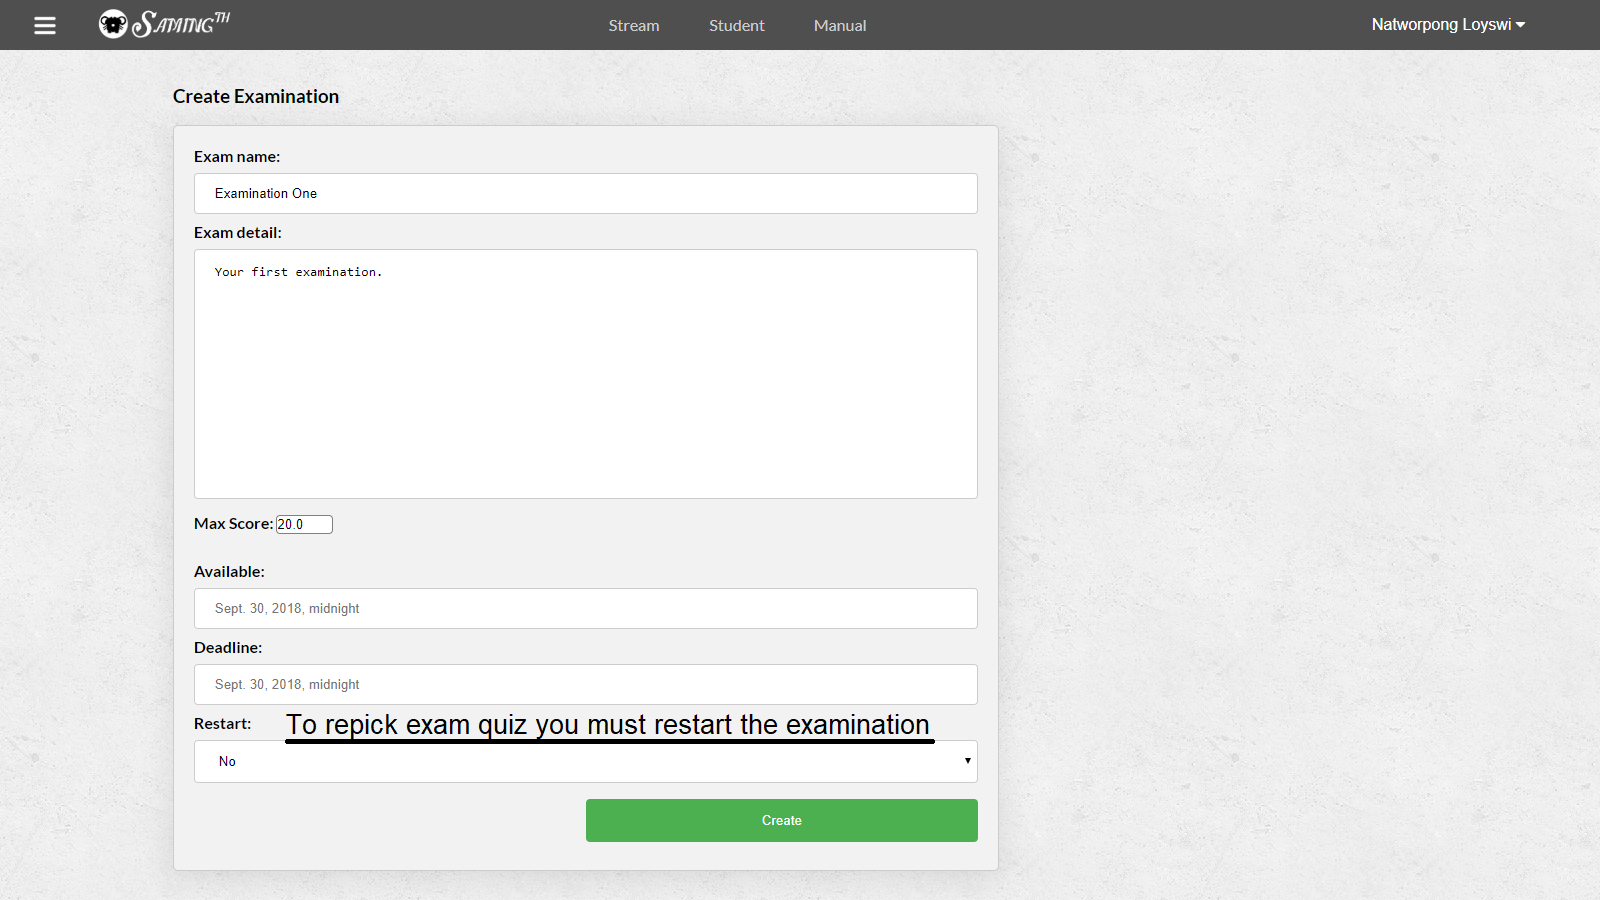 SAMING TH
Stream Student Manual
Natworpong Loyswi
Create Examination
Exam name:
Examination One
Exam detail:
Your first examination.
Max Score: 20.0
Available:
Sept. 30, 2018, midnight
Deadline:
Sept. 30, 2018, midnight
Restart: To repick exam quiz you must restart the examination
No
Create